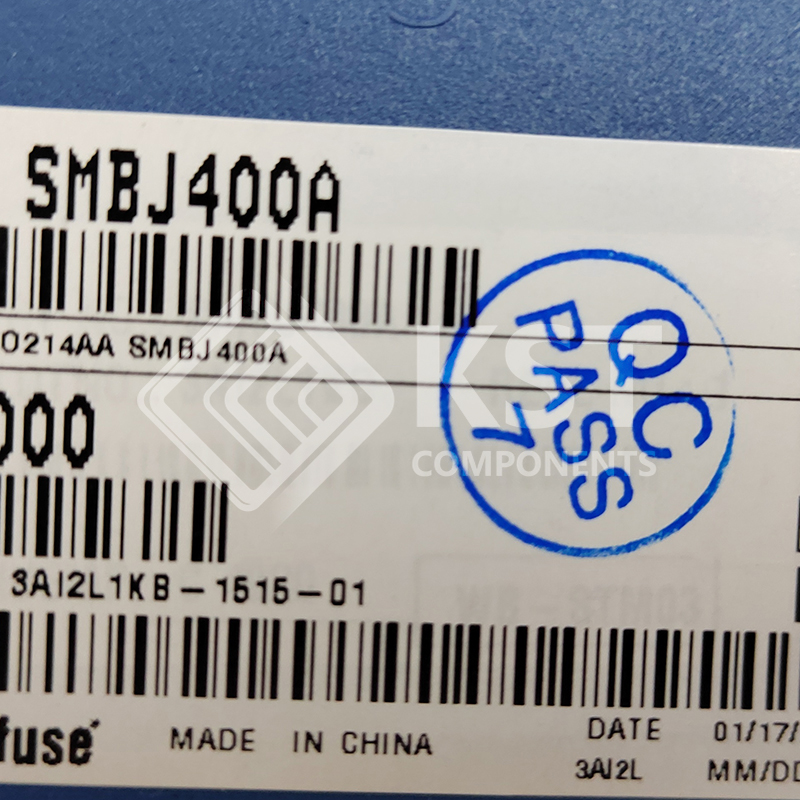 SMBJ400A
0214AA SMBJ400A
000
3AI2L1KB-1515-01
fuse
MADE IN CHINA
DATE 01/17/
3AI2L MM/DD
QC
PASS
7
KST
COMPONENTS